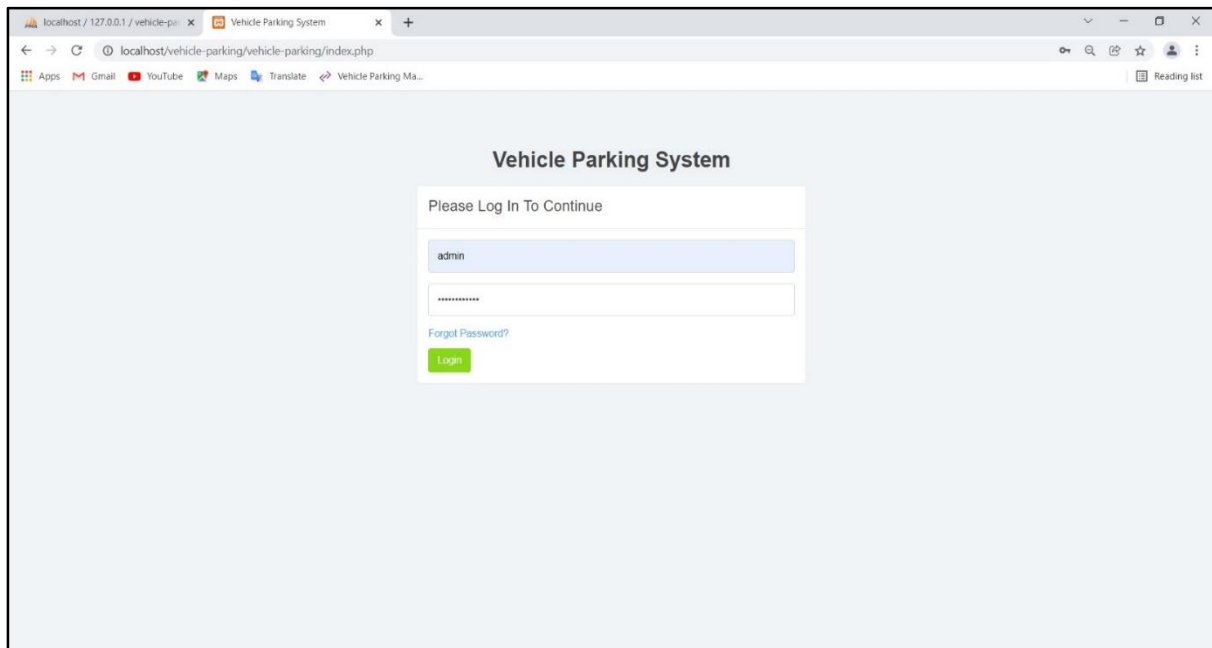 localhost / 127.0.0.1 / vehicle-par
Vehicle Parking System
localhost/vehicle-parking/vehicle-parking/index.php
Apps Gmail YouTube Maps Translate Vehicle Parking Ma... Reading list
Vehicle Parking System
Please Log In To Continue
admin
••••••••••••
Forgot Password?
Login